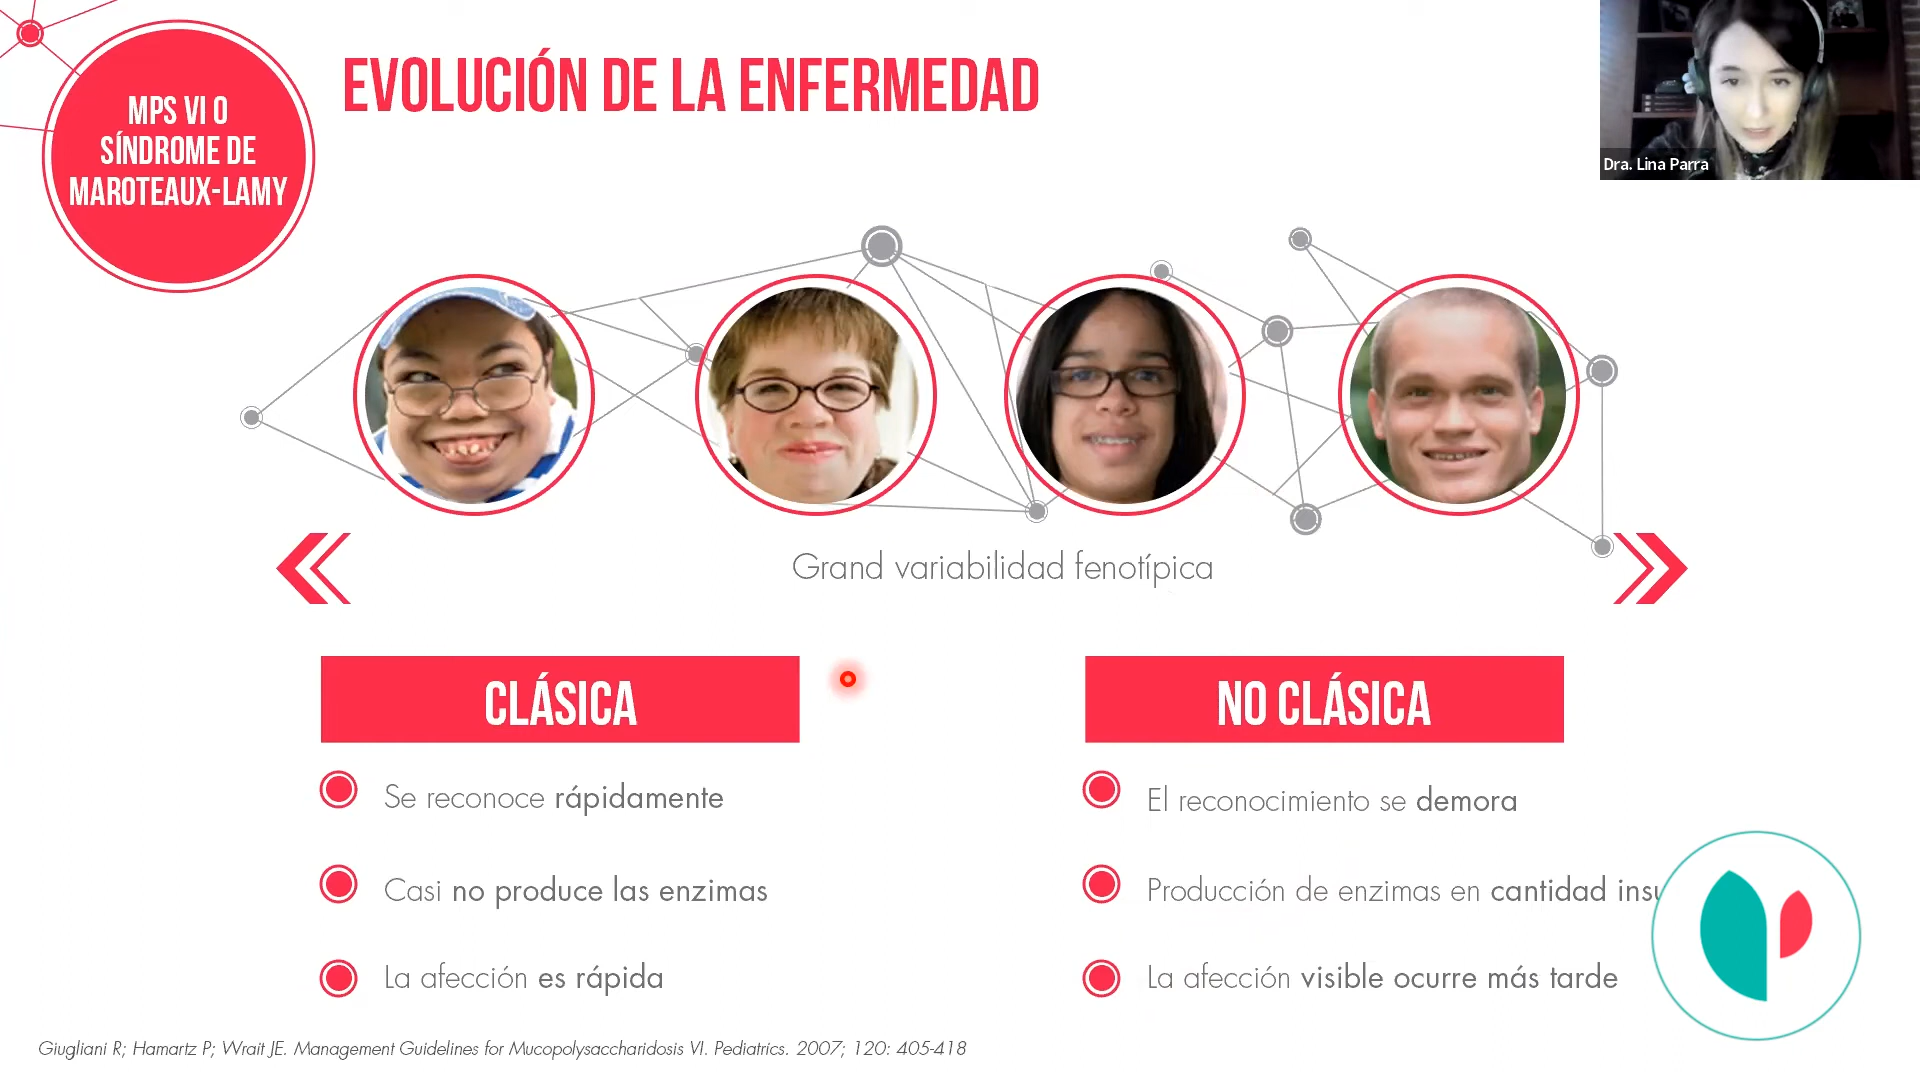 MPS VI O
SÍNDROME DE
MAROTEAUX-LAMY
EVOLUCIÓN DE LA ENFERMEDAD
Dra. Lina Parra
Grand variabilidad fenotípica
CLÁSICA
Se reconoce rápidamente
Casi no produce las enzimas
La afección es rápida
NO CLÁSICA
El reconocimiento se demora
Producción de enzimas en cantidad
La afección visible ocurre más tarde
Giugliani R; Hamartz P; Wrait JE. Management Guidelines for Mucopolysaccharidosis VI. Pediatrics. 2007; 120: 405-418